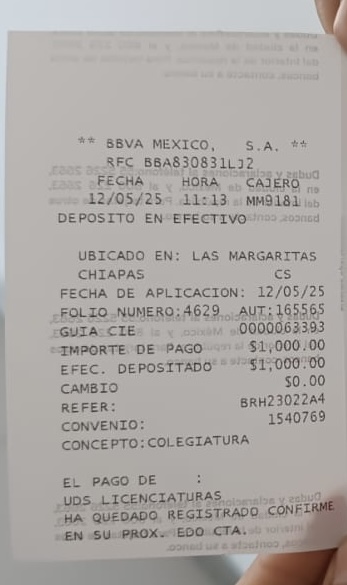 ** BBVA MEXICO, S.A. **
RFC BBA830831LJ2
FECHA HORA CAJERO
12/05/25 11:13 MM9181
DEPOSITO EN EFECTIVO
UBICADO EN: LAS MARGARITAS
CHIAPAS CS
FECHA DE APLICACION: 12/05/25
FOLIO NUMERO:4629 AUT:165565
GUIA CIE 0000063393
IMPORTE DE PAGO $1,000.00
EFEC. DEPOSITADO $1,000.00
CAMBIO $0.00
REFER: BRH23022A4
CONVENIO: 1540769
CONCEPTO:COLEGIATURA
EL PAGO DE :
UDS LICENCIATURAS
HA QUEDADO REGISTRADO CONFIRME
EN SU PROX. EDO CTA.